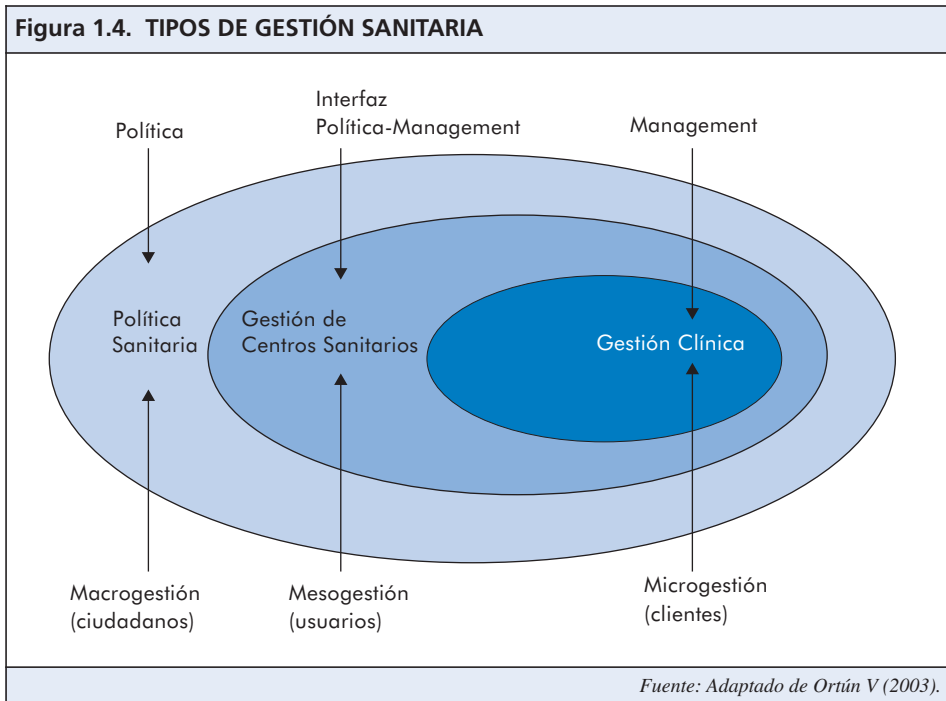 Figura 1.4. TIPOS DE GESTIÓN SANITARIA
Política
Interfaz
Política-Management
Management
Política
Sanitaria
Gestión de
Centros Sanitarios
Gestión Clínica
Macrogestión
(ciudadanos)
Mesogestión
(usuarios)
Microgestión
(clientes)
Fuente: Adaptado de Ortún V (2003).